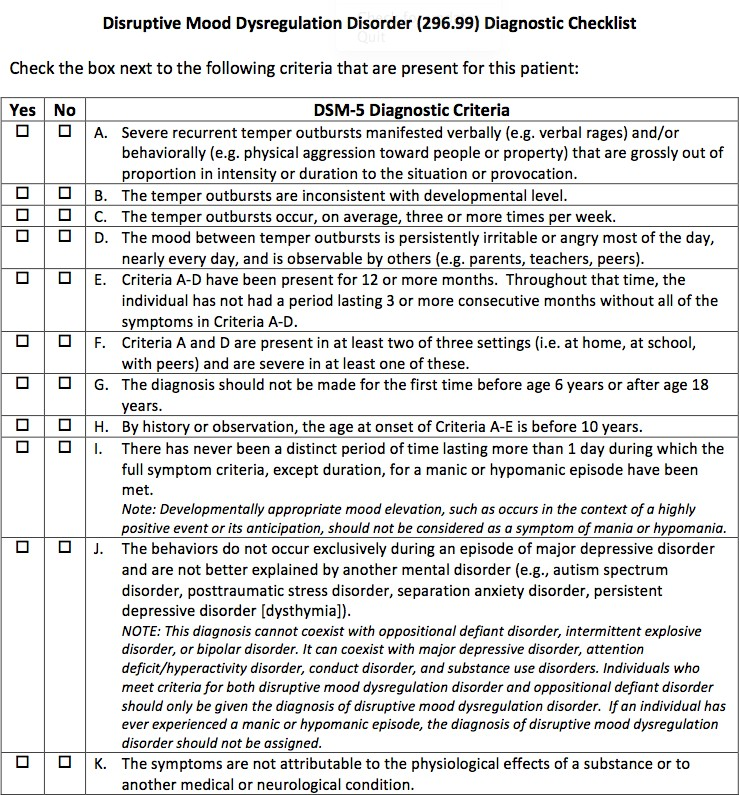 Disruptive Mood Dysregulation Disorder (296.99) Diagnostic Checklist
Quit
Check the box next to the following criteria that are present for this patient:
Yes No DSM-5 Diagnostic Criteria
A. Severe recurrent temper outbursts manifested verbally (e.g. verbal rages) and/or
behaviorally (e.g. physical aggression toward people or property) that are grossly out of
proportion in intensity or duration to the situation or provocation.
B. The temper outbursts are inconsistent with developmental level.
C. The temper outbursts occur, on average, three or more times per week.
D. The mood between temper outbursts is persistently irritable or angry most of the day,
nearly every day, and is observable by others (e.g. parents, teachers, peers).
E. Criteria A-D have been present for 12 or more months. Throughout that time, the
individual has not had a period lasting 3 or more consecutive months without all of the
symptoms in Criteria A-D.
F. Criteria A and D are present in at least two of three settings (i.e. at home, at school,
with peers) and are severe in at least one of these.
G. The diagnosis should not be made for the first time before age 6 years or after age 18
years.
H. By history or observation, the age at onset of Criteria A-E is before 10 years.
I. There has never been a distinct period of time lasting more than 1 day during which the
full symptom criteria, except duration, for a manic or hypomanic episode have been
met.
Note: Developmentally appropriate mood elevation, such as occurs in the context of a highly
positive event or its anticipation, should not be considered as a symptom of mania or hypomania.
J. The behaviors do not occur exclusively during an episode of major depressive disorder
and are not better explained by another mental disorder (e.g., autism spectrum
disorder, posttraumatic stress disorder, separation anxiety disorder, persistent
depressive disorder [dysthymia]).
NOTE: This diagnosis cannot coexist with oppositional defiant disorder, intermittent explosive
disorder, or bipolar disorder. It can coexist with major depressive disorder, attention
deficit/hyperactivity disorder, conduct disorder, and substance use disorders. Individuals who
meet criteria for both disruptive mood dysregulation disorder and oppositional defiant disorder
should only be given the diagnosis of disruptive mood dysregulation disorder. If an individual has
ever experienced a manic or hypomanic episode, the diagnosis of disruptive mood dysregulation
disorder should not be assigned.
K. The symptoms are not attributable to the physiological effects of a substance or to
another medical or neurological condition.